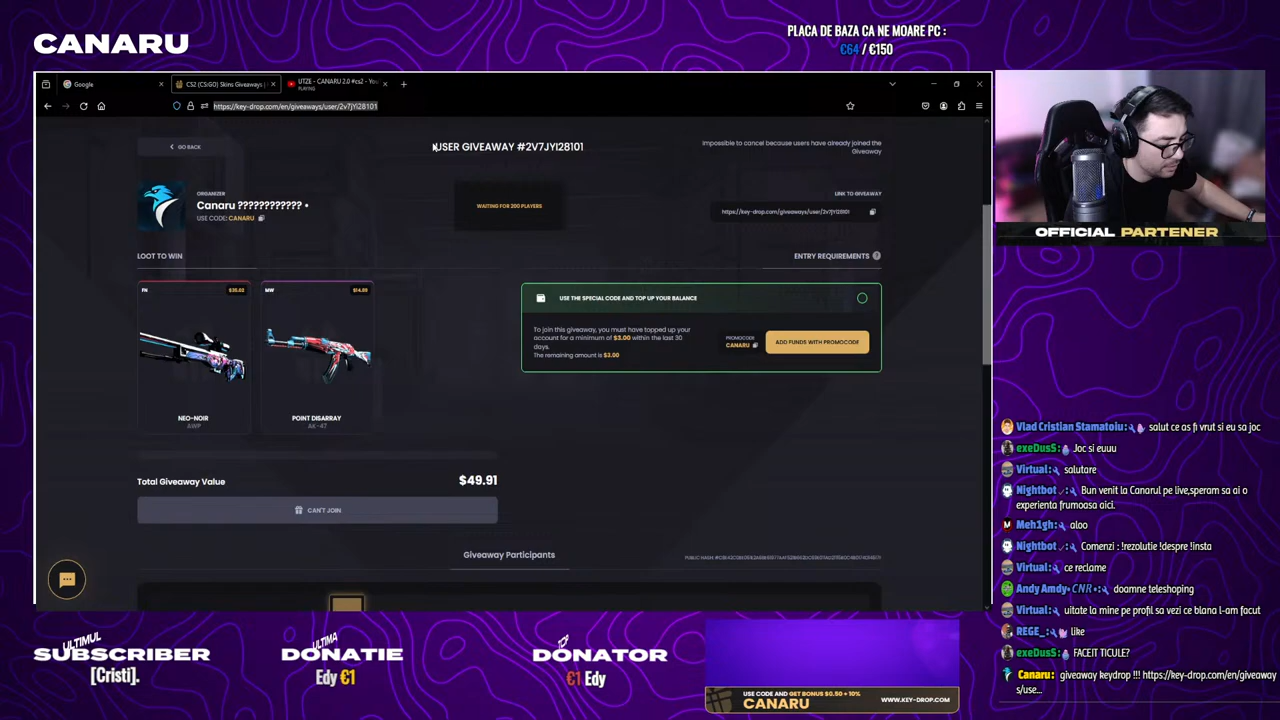 CANARU
PLACA DE BAZA CA NE MOARE PC :
€64 / €150
Google
CS2 (CS:GO) Skins Giveaways |
UTZE - CANARU 2.0 #cs2 - Yo
PLAYING
https://key-drop.com/en/giveaways/user/2v7jYi28101
GO BACK
USER GIVEAWAY #2V7JYI28101
Impossible to cancel because users have already joined the
Giveaway
ORGANIZER
Canaru ???????????? •
USE CODE: CANARU
WAITING FOR 200 PLAYERS
LINK TO GIVEAWAY
https://key-drop.com/giveaways/user/2v7jYi28101
LOOT TO WIN
ENTRY REQUIREMENTS ?
FN
$35.02
MW
$14.89
NEO-NOIR
AWP
POINT DISARRAY
AK-47
USE THE SPECIAL CODE AND TOP UP YOUR BALANCE
To join this giveaway, you must have topped up your
account for a minimum of $3.00 within the last 30
days.
The remaining amount is $3.00
PROMOCODE
CANARU
ADD FUNDS WITH PROMOCODE
Total Giveaway Value
$49.91
CAN'T JOIN
Giveaway Participants
PUBLIC HASH:
OFFICIAL PARTENER
Vlad Cristian Stamatoiu: salut ce as fi vrut si eu sa joc
exeDusS: Joc si euuu
Virtual: salutare
Nightbot: Bun venit la Canarul pe live,speram sa ai o
experienta frumoasa aici.
Meh1gh: aloo
Nightbot: Comenzi : !rezolutie !despre !insta
Virtual: ce reclame
Andy Amdy• CNR•: doamne teleshoping
Virtual: uitate la mine pe profil sa vezi ce blana l-am facut
REGE_: like
exeDusS: FACEIT TICULE?
Canaru: giveaway keydrop !!! https://key-drop.com/en/giveaway
s/use...
ULTIMUL
SUBSCRIBER
[Cristi].
ULTIMA
DONATIE
Edy €1
TOP
DONATOR
€1 Edy
USE CODE AND GET BONUS $0.50 + 10%
CANARU
WWW.KEY-DROP.COM